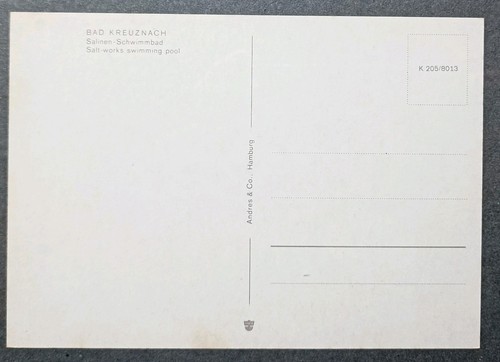 BAD KREUZNACH
Salinen-Schwimmbad
Salt-works swimming pool
K 205/8013
Andres & Co., Hamburg